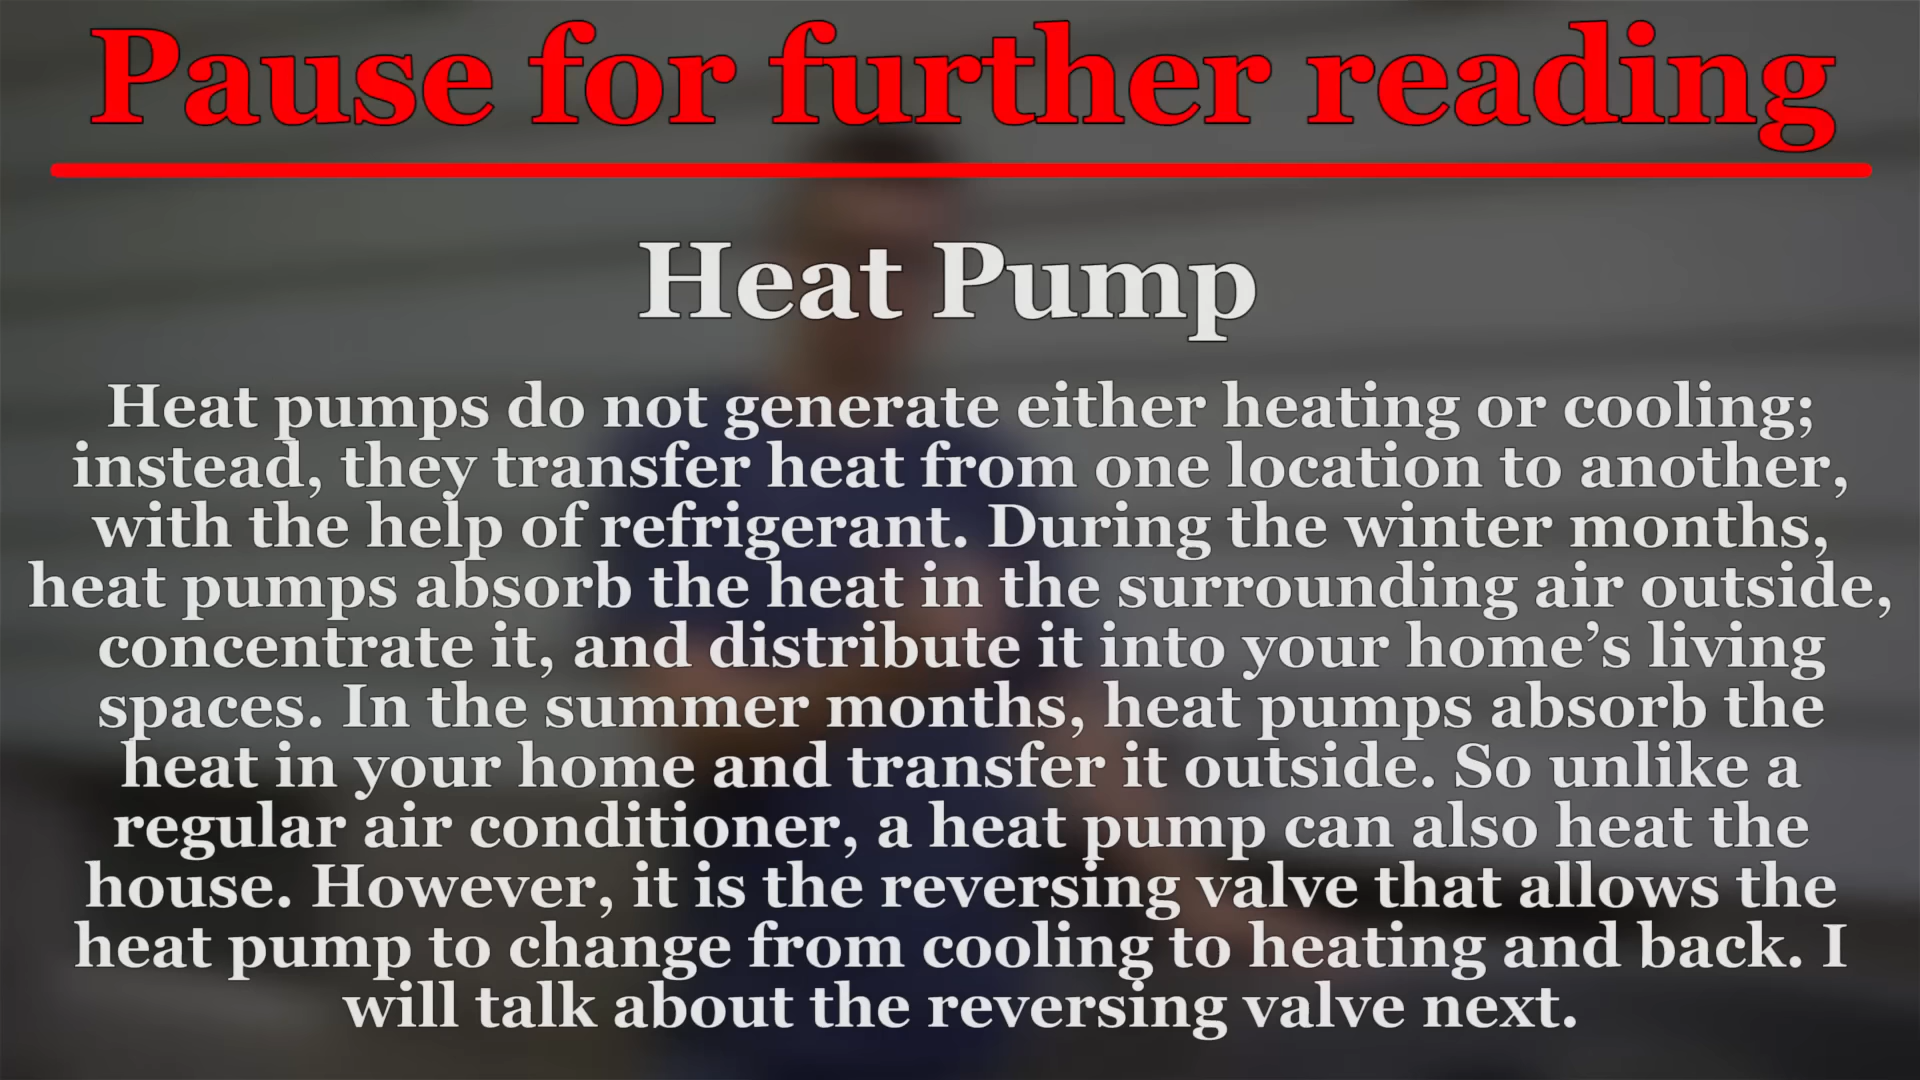 Pause for further reading
Heat Pump
Heat pumps do not generate either heating or cooling;
instead, they transfer heat from one location to another,
with the help of refrigerant. During the winter months,
heat pumps absorb the heat in the surrounding air outside,
concentrate it, and distribute it into your home’s living
spaces. In the summer months, heat pumps absorb the
heat in your home and transfer it outside. So unlike a
regular air conditioner, a heat pump can also heat the
house. However, it is the reversing valve that allows the
heat pump to change from cooling to heating and back. I
will talk about the reversing valve next.